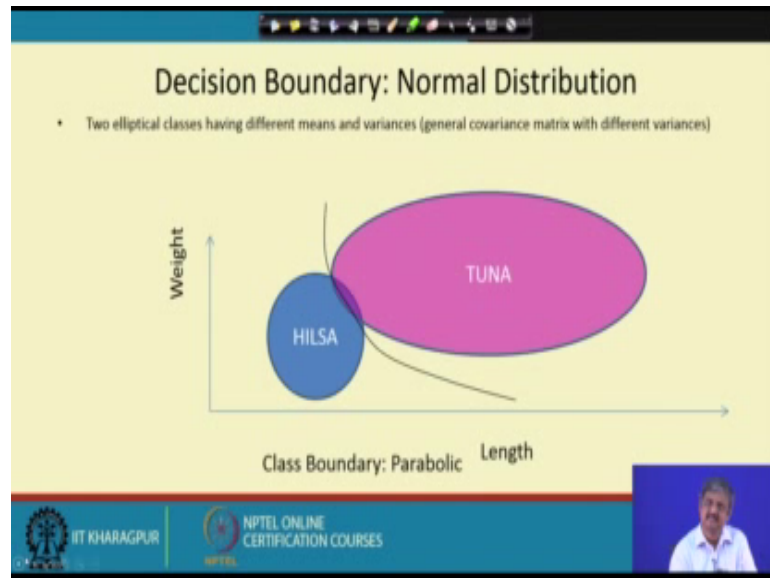 Decision Boundary: Normal Distribution
• Two elliptical classes having different means and variances (general covariance matrix with different variances)
Weight
TUNA
HILSA
Length
Class Boundary: Parabolic
IIT KHARAGPUR
NPTEL ONLINE
CERTIFICATION COURSES
NPTEL